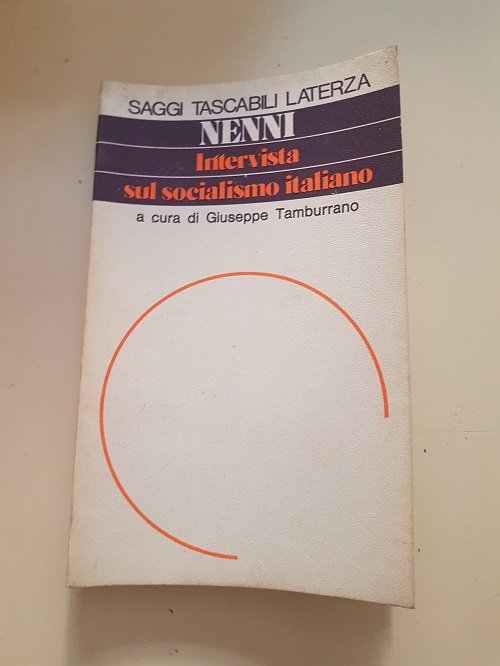 SAGGI TASCABILI LATERZA
NENNI
Intervista
sul socialismo italiano
a cura di Giuseppe Tamburrano